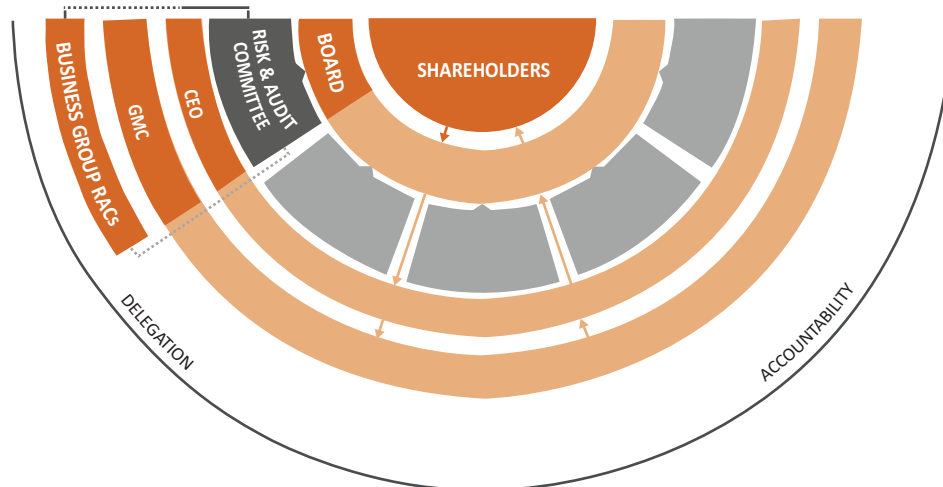 BUSINESS GROUP RACs
GMC
CEO
RISK & AUDIT
COMMITTEE
BOARD
SHAREHOLDERS
DELEGATION
ACCOUNTABILITY